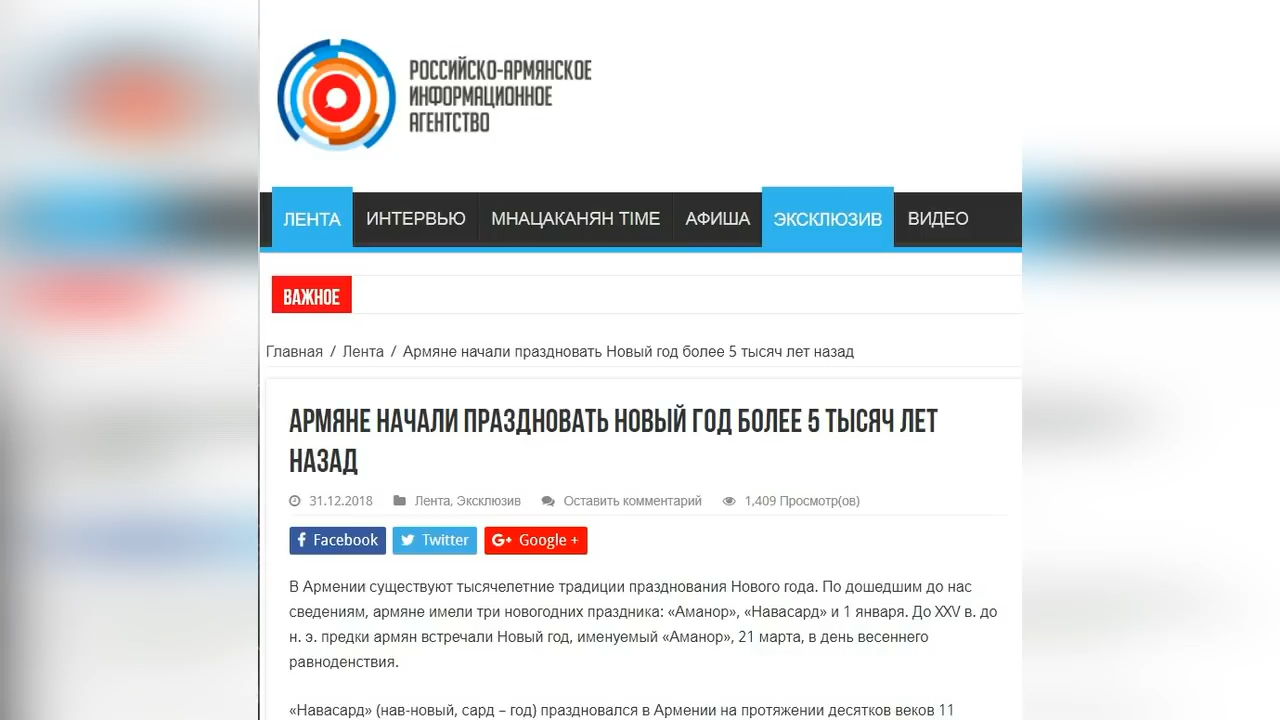 РОССИЙСКО-АРМЯНСКОЕ
ИНФОРМАЦИОННОЕ
АГЕНТСТВО
ЛЕНТА ИНТЕРВЬЮ МНАЦАКАНЯН TIME АФИША ЭКСКЛЮЗИВ ВИДЕО
ВАЖНОЕ
Главная / Лента / Армяне начали праздновать Новый год более 5 тысяч лет назад
АРМЯНЕ НАЧАЛИ ПРАЗДНОВАТЬ НОВЫЙ ГОД БОЛЕЕ 5 ТЫСЯЧ ЛЕТ
НАЗАД
31.12.2018 Лента, Эксклюзив Оставить комментарий 1,409 Просмотр(ов)
Facebook Twitter Google +
В Армении существуют тысячелетние традиции празднования Нового года. По дошедшим до нас
сведениям, армяне имели три новогодних праздника: «Аманор», «Навасард» и 1 января. До XXV в. до
н. э. предки армян встречали Новый год, именуемый «Аманор», 21 марта, в день весеннего
равноденствия.
«Навасард» (нав-новый, сард – год) праздновался в Армении на протяжении десятков веков 11